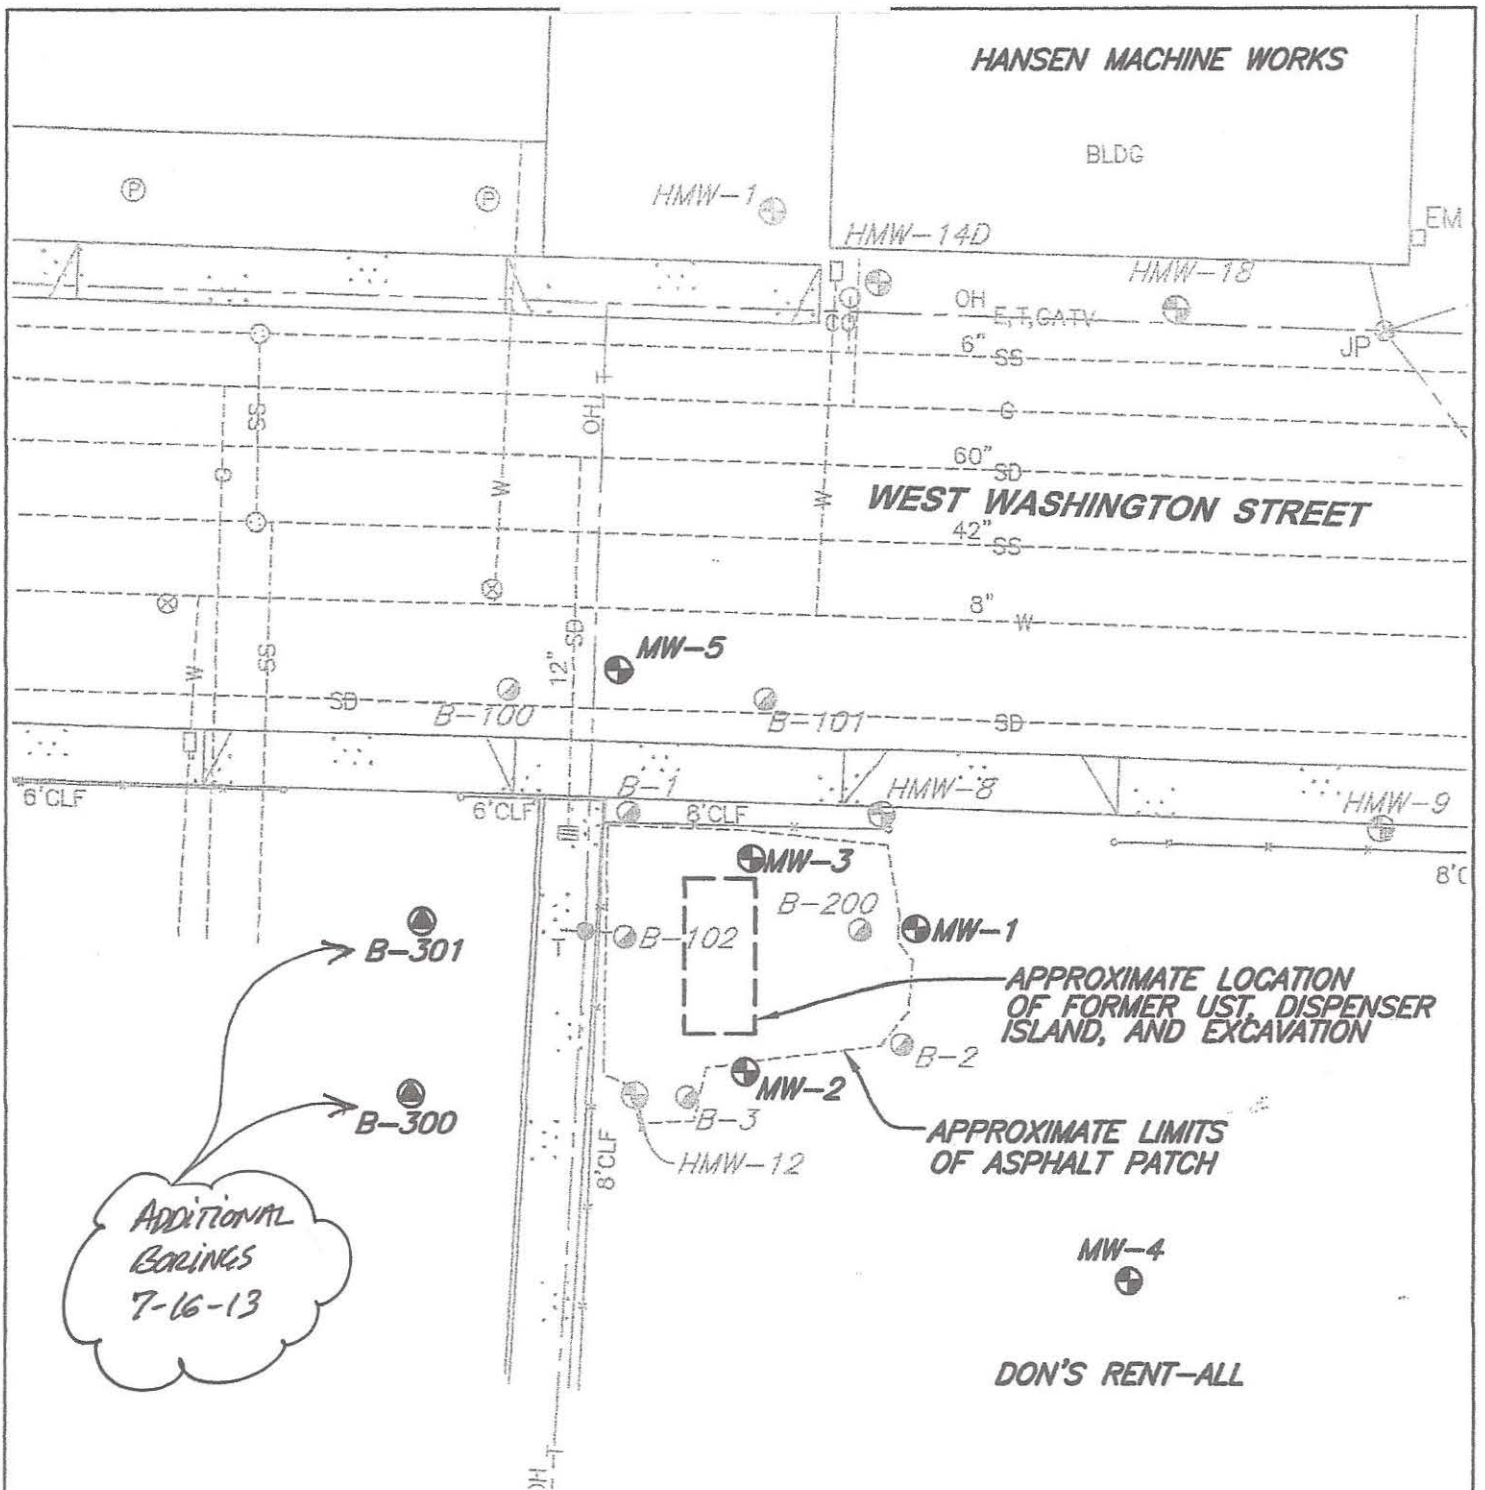 HANSEN MACHINE WORKS
BLDG
P
P
HMW-1
EM
HMW-14D
HMW-18
OH
E,T,CATV
6"
SS
JP
T
OH
SS
G
G
60"
SD
W
W
WEST WASHINGTON STREET
42"
SS
8"
W
MW-5
SD
12"
W
SS
SD
B-100
B-101
SD
B-1
HMW-8
6'CLF
6'CLF
8'CLF
HMW-9
MW-3
8'C
B-200
B-301
T
B-102
MW-1
APPROXIMATE LOCATION
OF FORMER UST, DISPENSER
ISLAND, AND EXCAVATION
B-2
MW-2
B-300
B-3
APPROXIMATE LIMITS
OF ASPHALT PATCH
HMW-12
8'CLF
ADDITIONAL
BORINGS
7-16-13
MW-4
DON'S RENT-ALL
T
OH